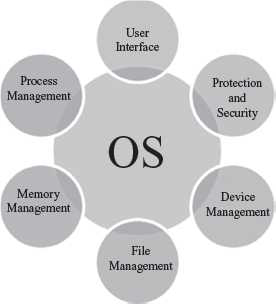 User
Interface
Process
Management
Protection
and
Security
OS
Memory
Management
Device
Management
File
Management